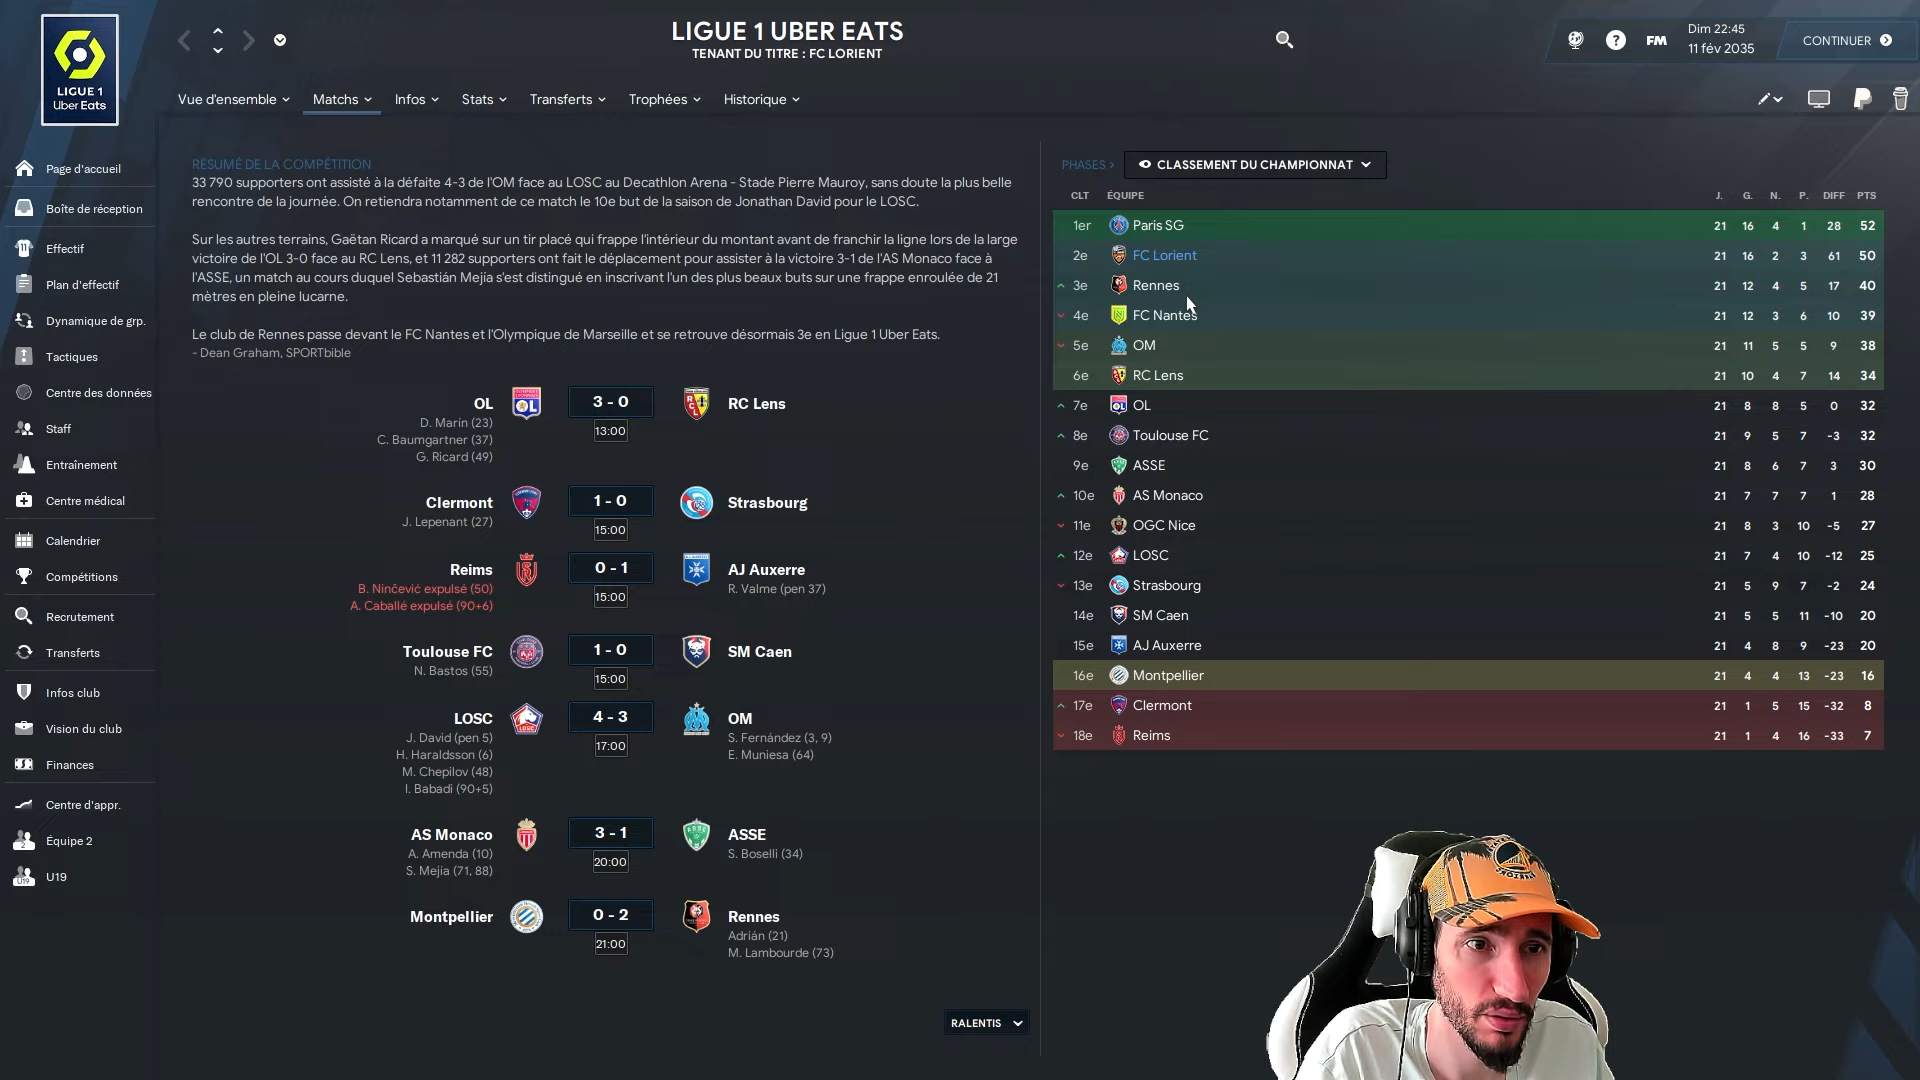 LIGUE 1 UBER EATS
TENANT DU TITRE : FC LORIENT
LIGUE 1
Uber Eats
FM
Dim 22:45
11 fév 2035
CONTINUER
Vue d'ensemble
Matchs
Infos
Stats
Transferts
Trophées
Historique
Page d'accueil
Boîte de réception
Effectif
Plan d'effectif
Dynamique de grp.
Tactiques
Centre des données
Staff
Entraînement
Centre médical
Calendrier
Compétitions
Recrutement
Transferts
Infos club
Vision du club
Finances
Centre d'appr.
Équipe 2
U19
RÉSUMÉ DE LA COMPÉTITION
33 790 supporters ont assisté à la défaite 4-3 de l'OM face au LOSC au Decathlon Arena - Stade Pierre Mauroy, sans doute la plus belle
rencontre de la journée. On retiendra notamment de ce match le 10e but de la saison de Jonathan David pour le LOSC.
Sur les autres terrains, Gaëtan Ricard a marqué sur un tir placé qui frappe l'intérieur du montant avant de franchir la ligne lors de la large
victoire de l'OL 3-0 face au RC Lens, et 11 282 supporters ont fait le déplacement pour assister à la victoire 3-1 de l'AS Monaco face à
l'ASSE, un match au cours duquel Sebastián Mejía s'est distingué en inscrivant l'un des plus beaux buts sur une frappe enroulée de 21
mètres en pleine lucarne.
Le club de Rennes passe devant le FC Nantes et l'Olympique de Marseille et se retrouve désormais 3e en Ligue 1 Uber Eats.
- Dean Graham, SPORTbible
OL 3 - 0 RC Lens
D. Marín (23)
C. Baumgartner (37)
G. Ricard (49)
13:00
Clermont 1 - 0 Strasbourg
J. Lepenant (27)
15:00
Reims 0 - 1 AJ Auxerre
B. Ninčević expulsé (50)
A. Caballé expulsé (90+6)
15:00
R. Valme (pen 37)
Toulouse FC 1 - 0 SM Caen
N. Bastos (55)
15:00
LOSC 4 - 3 OM
J. David (pen 5)
H. Haraldsson (6)
M. Chepilov (48)
I. Babadi (90+5)
17:00
S. Fernández (3, 9)
E. Muniesa (64)
AS Monaco 3 - 1 ASSE
A. Amenda (10)
S. Mejía (71, 88)
20:00
S. Boselli (34)
Montpellier 0 - 2 Rennes
21:00
Adrián (21)
M. Lambourde (73)
RALENTIS
PHASES >
CLASSEMENT DU CHAMPIONNAT
CLT ÉQUIPE J. G. N. P. DIFF PTS
1er Paris SG 21 16 4 1 28 52
2e FC Lorient 21 16 2 3 61 50
3e Rennes 21 12 4 5 17 40
4e FC Nantes 21 12 3 6 10 39
5e OM 21 11 5 5 9 38
6e RC Lens 21 10 4 7 14 34
7e OL 21 8 8 5 0 32
8e Toulouse FC 21 9 5 7 -3 32
9e ASSE 21 8 6 7 3 30
10e AS Monaco 21 7 7 7 1 28
11e OGC Nice 21 8 3 10 -5 27
12e LOSC 21 7 4 10 -12 25
13e Strasbourg 21 5 9 7 -2 24
14e SM Caen 21 5 5 11 -10 20
15e AJ Auxerre 21 4 8 9 -23 20
16e Montpellier 21 4 4 13 -23 16
17e Clermont 21 1 5 15 -32 8
18e Reims 21 1 4 16 -33 7